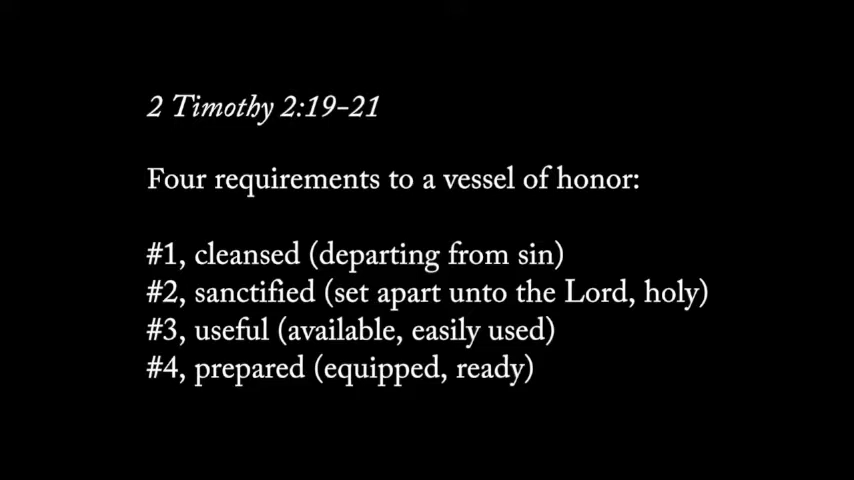 2 Timothy 2:19-21
Four requirements to a vessel of honor:
#1, cleansed (departing from sin)
#2, sanctified (set apart unto the Lord, holy)
#3, useful (available, easily used)
#4, prepared (equipped, ready)